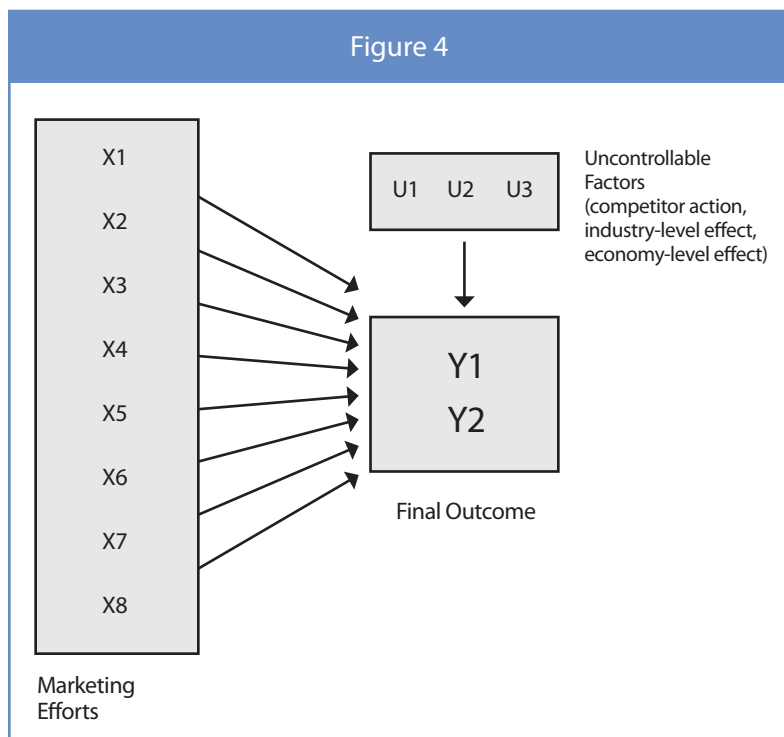 Figure 4
X1
X2
X3
X4
X5
X6
X7
X8
Marketing
Efforts
U1 U2 U3
Uncontrollable
Factors
(competitor action,
industry-level effect,
economy-level effect)
Y1
Y2
Final Outcome